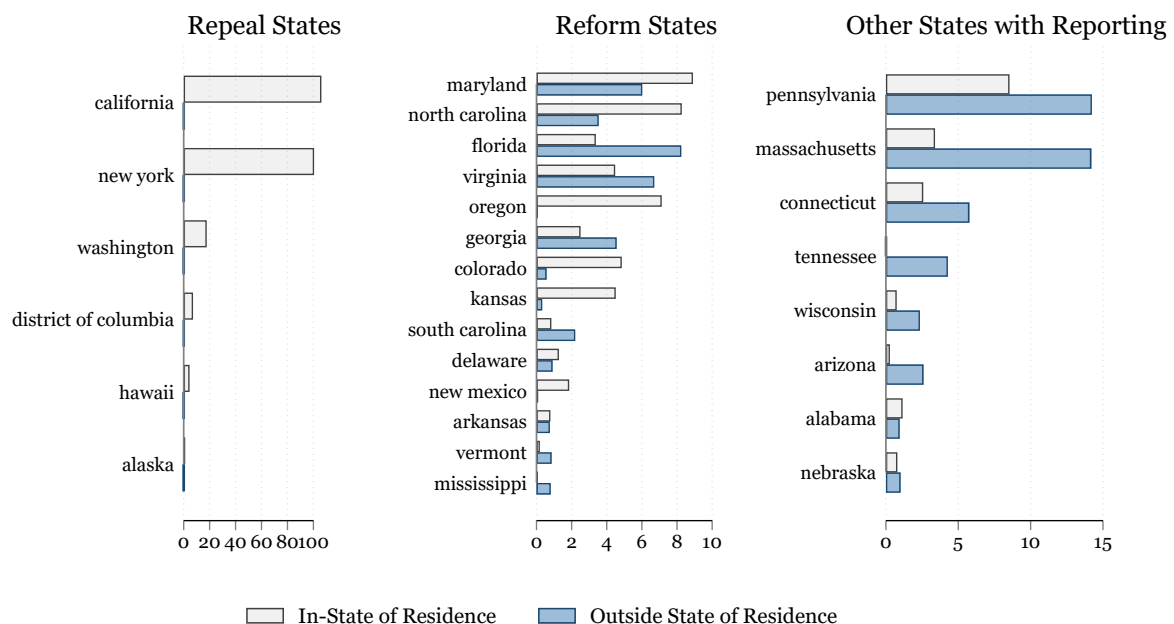 Repeal States
california
new york
washington
district of columbia
hawaii
alaska
0 20 40 60 80 100
Reform States
maryland
north carolina
florida
virginia
oregon
georgia
colorado
kansas
south carolina
delaware
new mexico
arkansas
vermont
mississippi
0 2 4 6 8 10
Other States with Reporting
pennsylvania
massachusetts
connecticut
tennessee
wisconsin
arizona
alabama
nebraska
0 5 10 15
In-State of Residence
Outside State of Residence